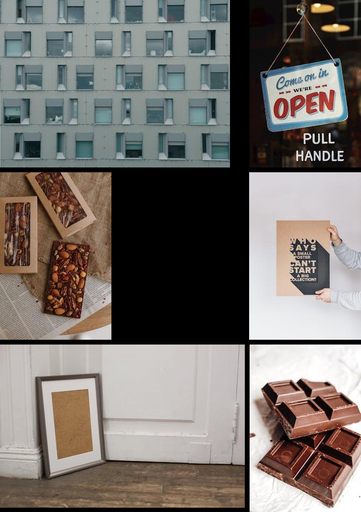 Come on in
WE'RE
OPEN
PULL
HANDLE
WHO
SAYS
A SMALL
POSTER
CAN'T
START
A BIG
COLLECTION?